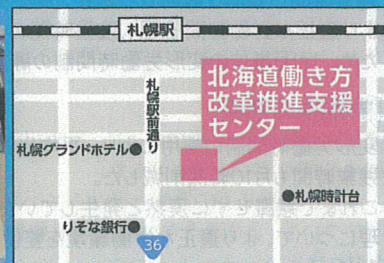 札幌駅
札幌駅前通り
北海道働き方
改革推進支援
センター
札幌グランドホテル
札幌時計台
りそな銀行
36